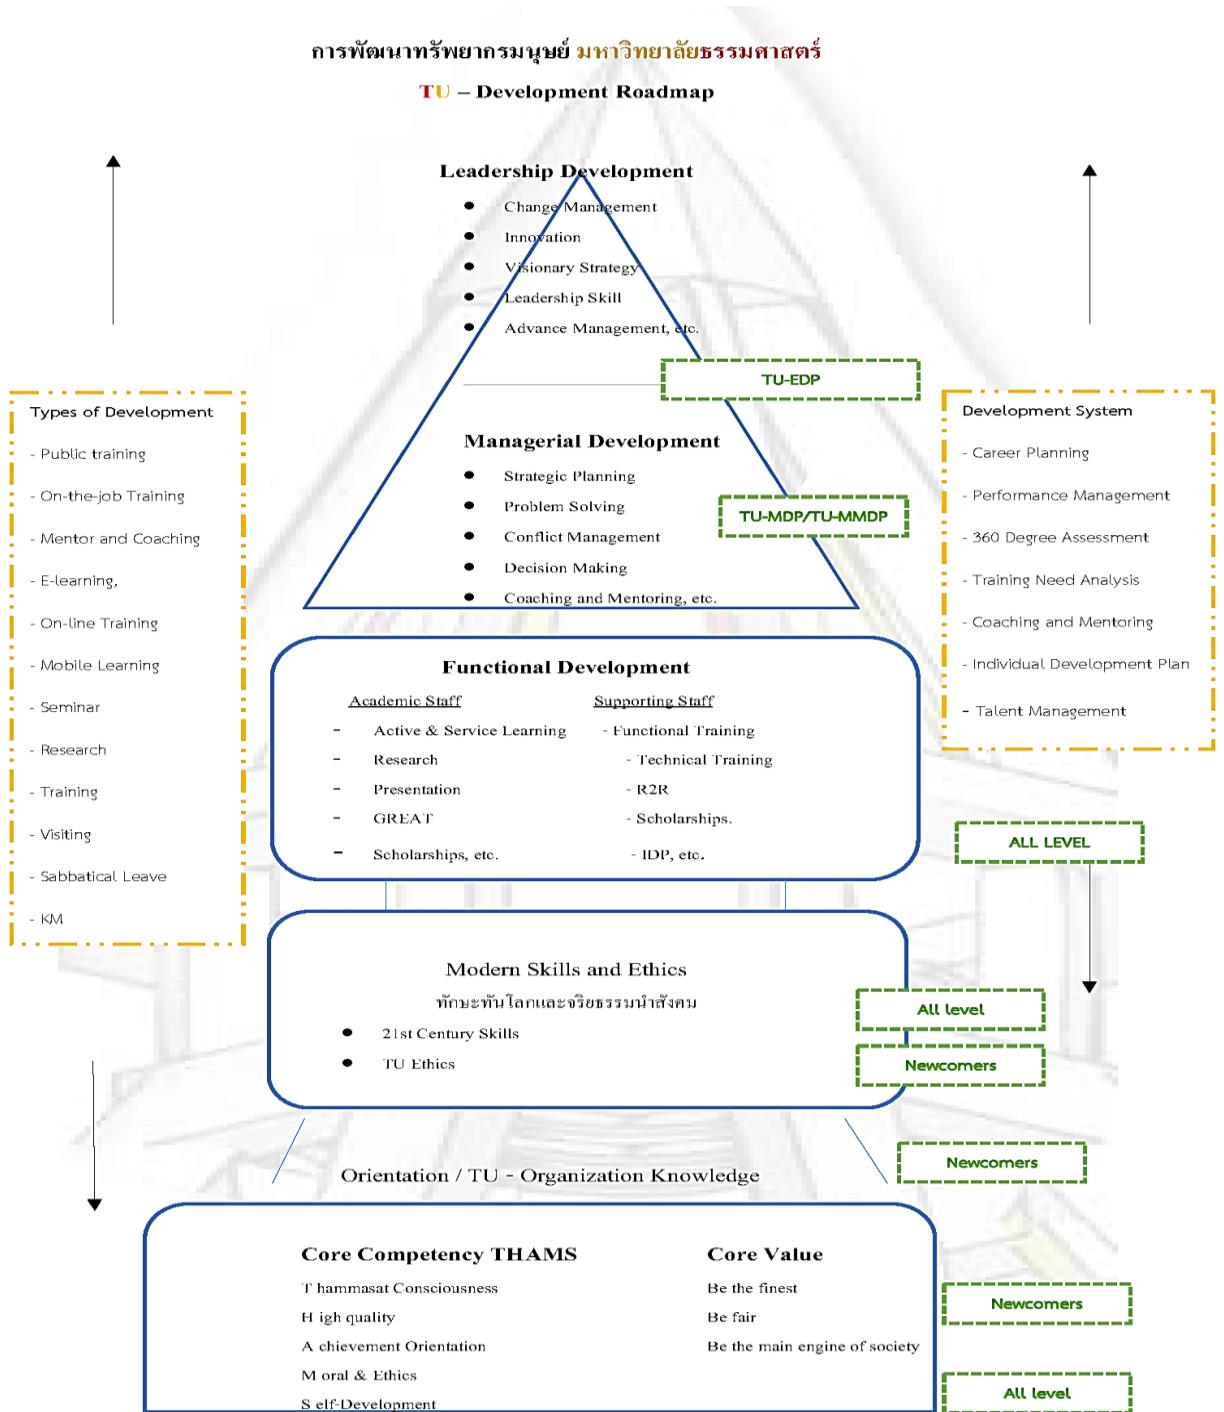 การพัฒนาทรัพยากรมนุษย์ มหาวิทยาลัยธรรมศาสตร์
TU – Development Roadmap
Leadership Development
● Change Management
● Innovation
● Visionary Strategy
● Leadership Skill
● Advance Management, etc.
TU-EDP
Managerial Development
● Strategic Planning
● Problem Solving
● Conflict Management
● Decision Making
● Coaching and Mentoring, etc.
TU-MDP/TU-MMDP
Types of Development
- Public training
- On-the-job Training
- Mentor and Coaching
- E-learning,
- On-line Training
- Mobile Learning
- Seminar
- Research
- Training
- Visiting
- Sabbatical Leave
- KM
Development System
- Career Planning
- Performance Management
- 360 Degree Assessment
- Training Need Analysis
- Coaching and Mentoring
- Individual Development Plan
- Talent Management
Functional Development
Academic Staff
- Active & Service Learning
- Research
- Presentation
- GREAT
- Scholarships, etc.
Supporting Staff
- Functional Training
- Technical Training
- R2R
- Scholarships.
- IDP, etc.
ALL LEVEL
Modern Skills and Ethics
ทักษะทันโลกและจริยธรรมนำสังคม
● 21st Century Skills
● TU Ethics
All level
Newcomers
Newcomers
Orientation / TU - Organization Knowledge
Core Competency THAMS
T hammasat Consciousness
H igh quality
A chievement Orientation
M oral & Ethics
S elf-Development
Core Value
Be the finest
Be fair
Be the main engine of society
Newcomers
All level